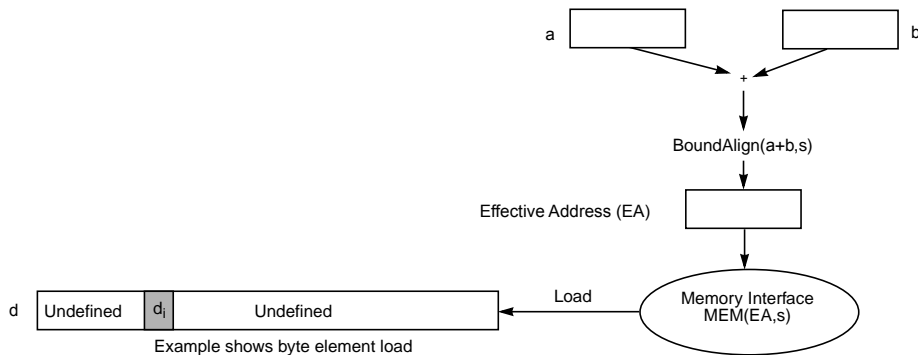 a
b
+
BoundAlign(a+b,s)
Effective Address (EA)
Memory Interface
MEM(EA,s)
Load
d
Undefined
di
Undefined
Example shows byte element load